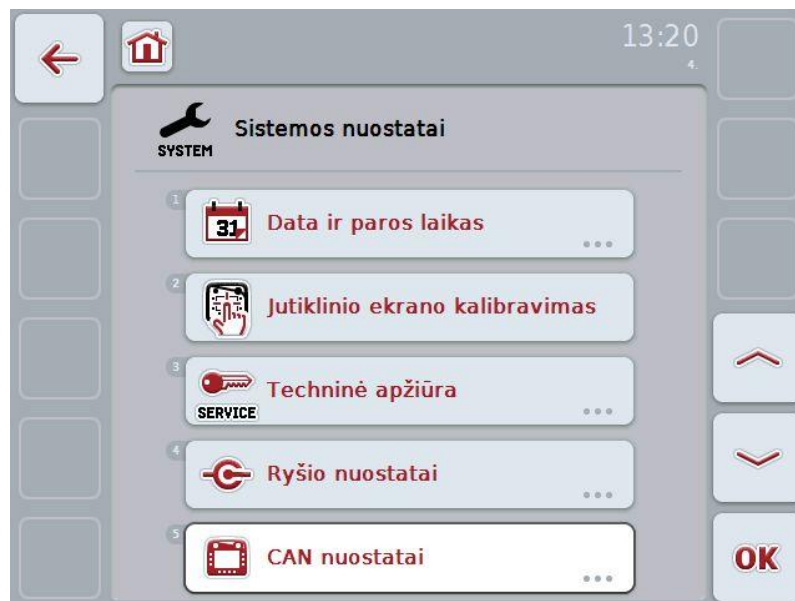 13:20
4.
SYSTEM
Sistemos nuostatai
1
31
Data ir paros laikas
2
Jutiklinio ekrano kalibravimas
3
SERVICE
Techninė apžiūra
4
Ryšio nuostatai
5
CAN nuostatai
OK